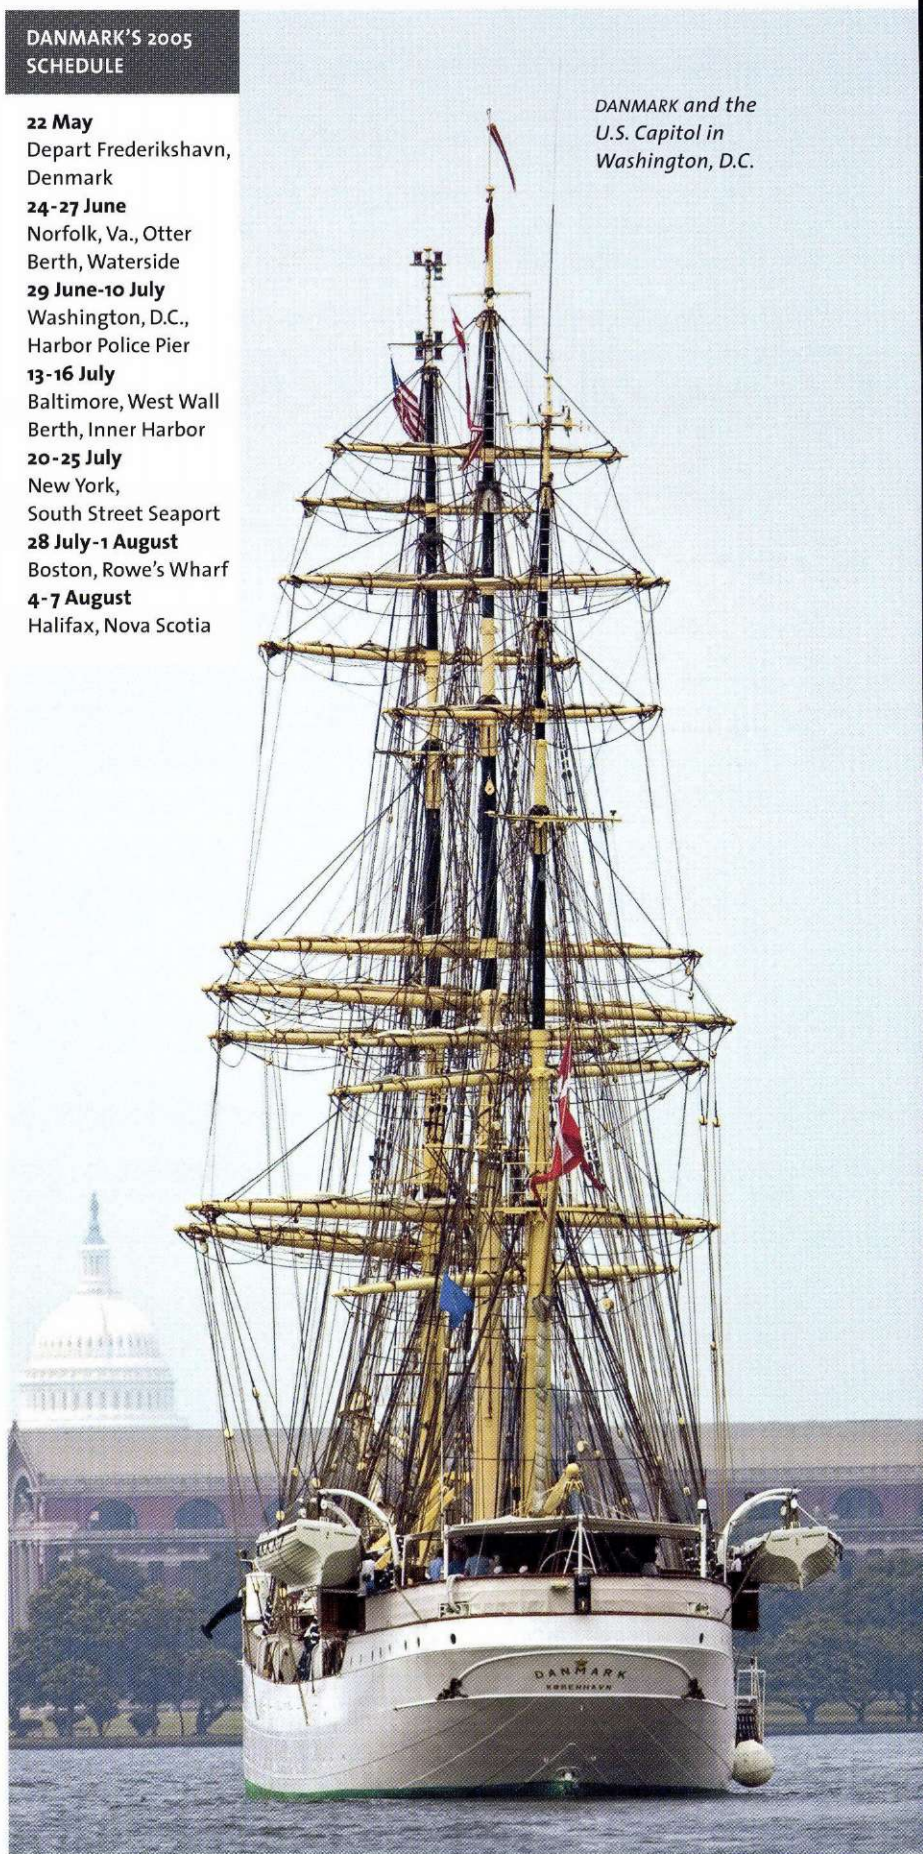 DANMARK'S 2005
SCHEDULE
22 May
Depart Frederikshavn,
Denmark
24-27 June
Norfolk, Va., Otter
Berth, Waterside
29 June-10 July
Washington, D.C.,
Harbor Police Pier
13-16 July
Baltimore, West Wall
Berth, Inner Harbor
20-25 July
New York,
South Street Seaport
28 July-1 August
Boston, Rowe's Wharf
4-7 August
Halifax, Nova Scotia
DANMARK and the
U.S. Capitol in
Washington, D.C.
DANMARK
KØBENHAVN